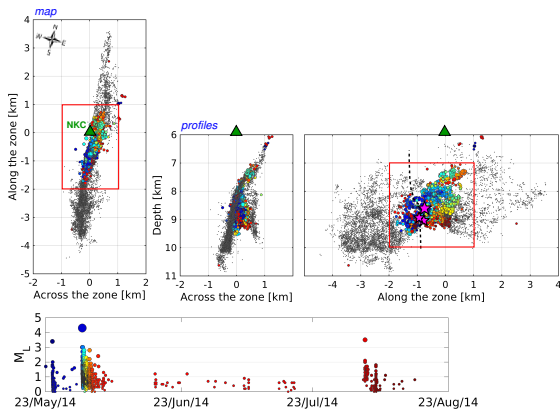 map
N
W E
S
NKC
4
3
2
1
0
-1
-2
-3
-4
-5
Along the zone [km]
-2 -1 0 1 2
Across the zone [km]
profiles
6
7
8
9
10
11
Depth [km]
-2 -1 0 1 2
Across the zone [km]
-4 -3 -2 -1 0 1 2 3 4
Along the zone [km]
5
4
3
2
1
0
ML
23/May/14 23/Jun/14 23/Jul/14 23/Aug/14